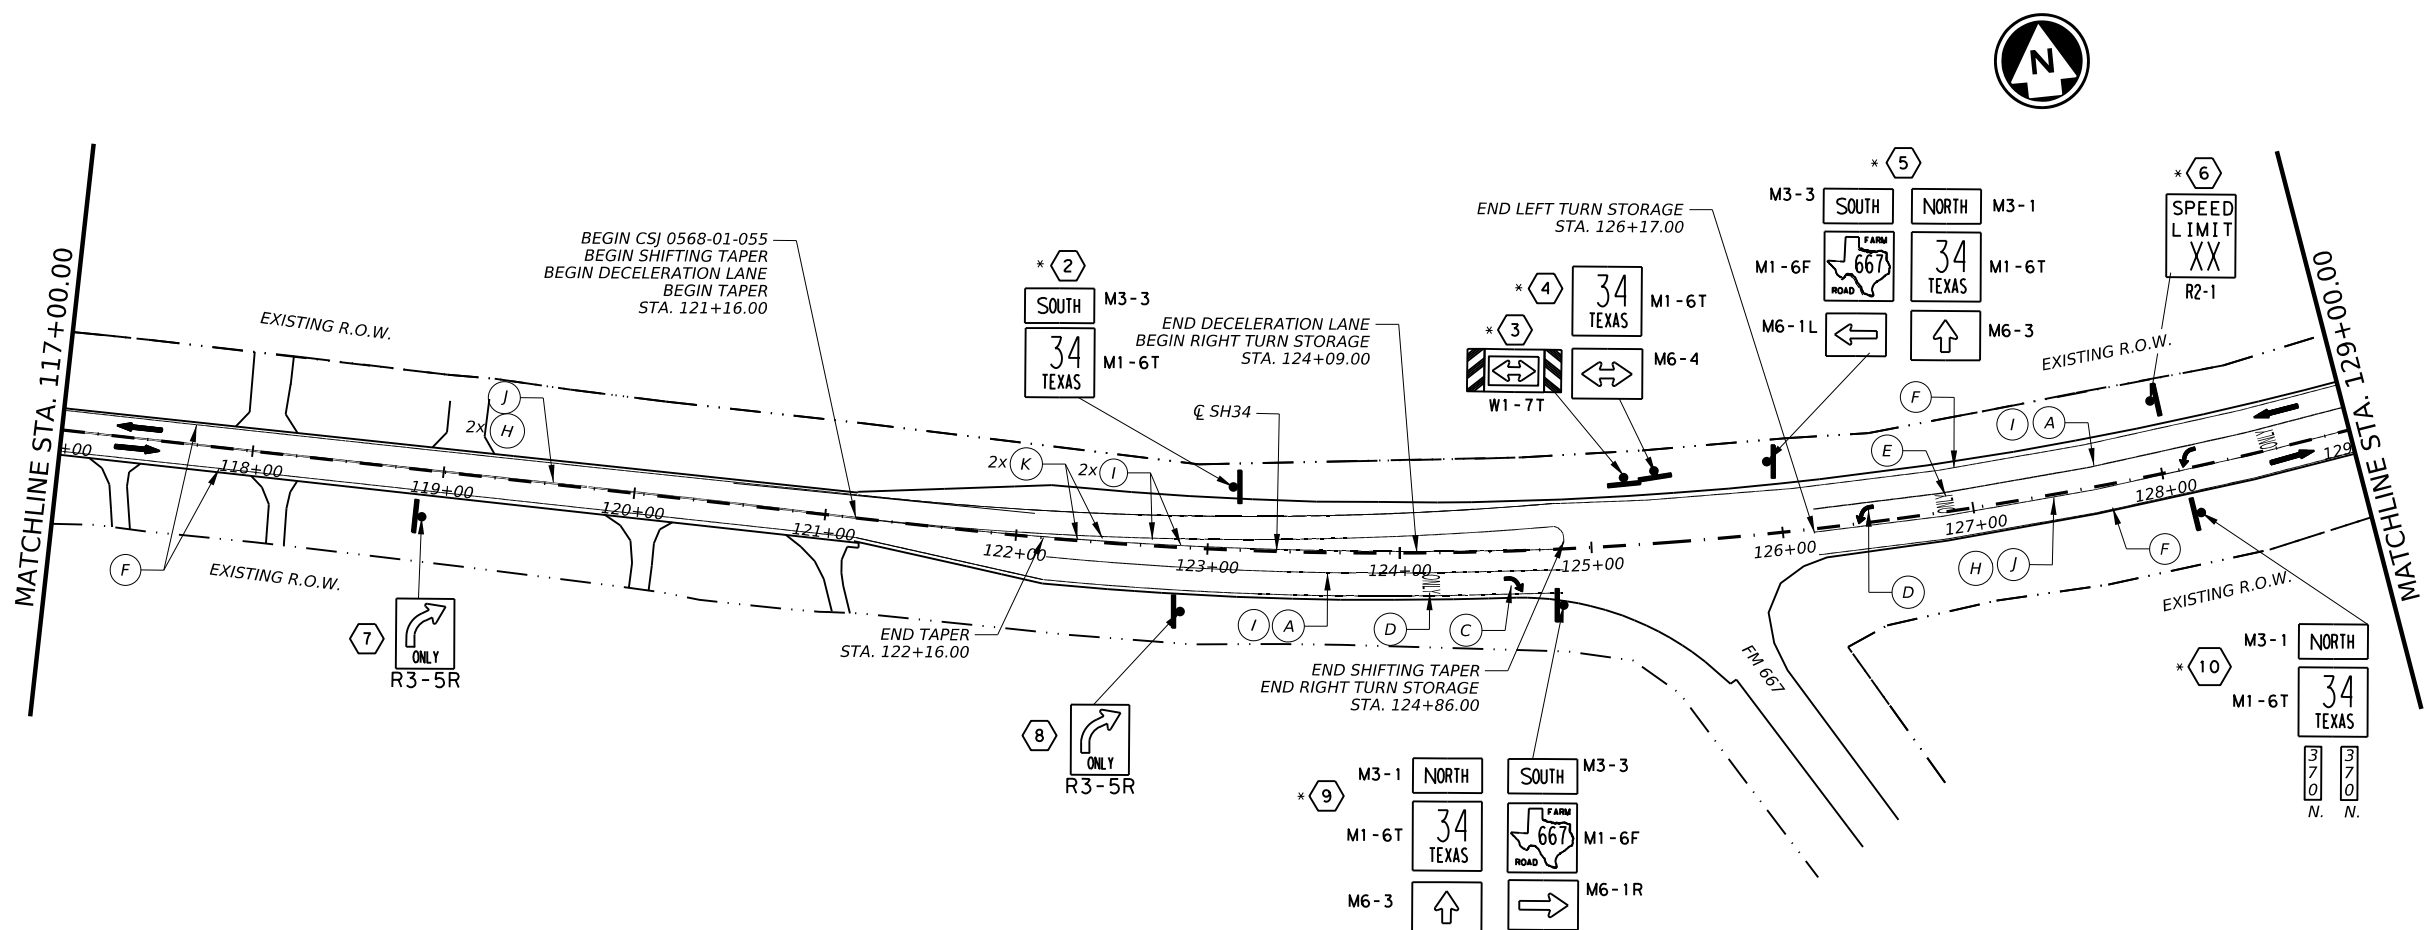 N
MATCHLINE STA. 117+00.00
EXISTING R.O.W.
BEGIN CSJ 0568-01-055
BEGIN SHIFTING TAPER
BEGIN DECELERATION LANE
BEGIN TAPER
STA. 121+16.00
* 2
SOUTH M3-3
34 TEXAS M1-6T
END DECELERATION LANE
BEGIN RIGHT TURN STORAGE
STA. 124+09.00
℄ SH34
END LEFT TURN STORAGE
STA. 126+17.00
* 4
34 TEXAS M1-6T
* 3
M6-4
W1-7T
* 5
M3-3 SOUTH NORTH M3-1
M1-6F FARM 667 ROAD 34 TEXAS M1-6T
M6-1L M6-3
* 6
SPEED
LIMIT
XX
R2-1
EXISTING R.O.W.
MATCHLINE STA. 129+00.00
J
2x H
2x K
2x I
F
I A
E
+00
118+00
119+00
120+00
121+00
122+00
123+00
124+00
125+00
126+00
127+00
128+00
129
ONLY
ONLY
ONLY
F
EXISTING R.O.W.
7
ONLY
R3-5R
END TAPER
STA. 122+16.00
8
ONLY
R3-5R
I A
D
C
END SHIFTING TAPER
END RIGHT TURN STORAGE
STA. 124+86.00
FM 667
H J
D
F
EXISTING R.O.W.
* 9
M3-1 NORTH SOUTH M3-3
M1-6T 34 TEXAS FARM 667 ROAD M1-6F
M6-3 M6-1R
* 10
M3-1 NORTH
M1-6T 34 TEXAS
370 370
N. N.